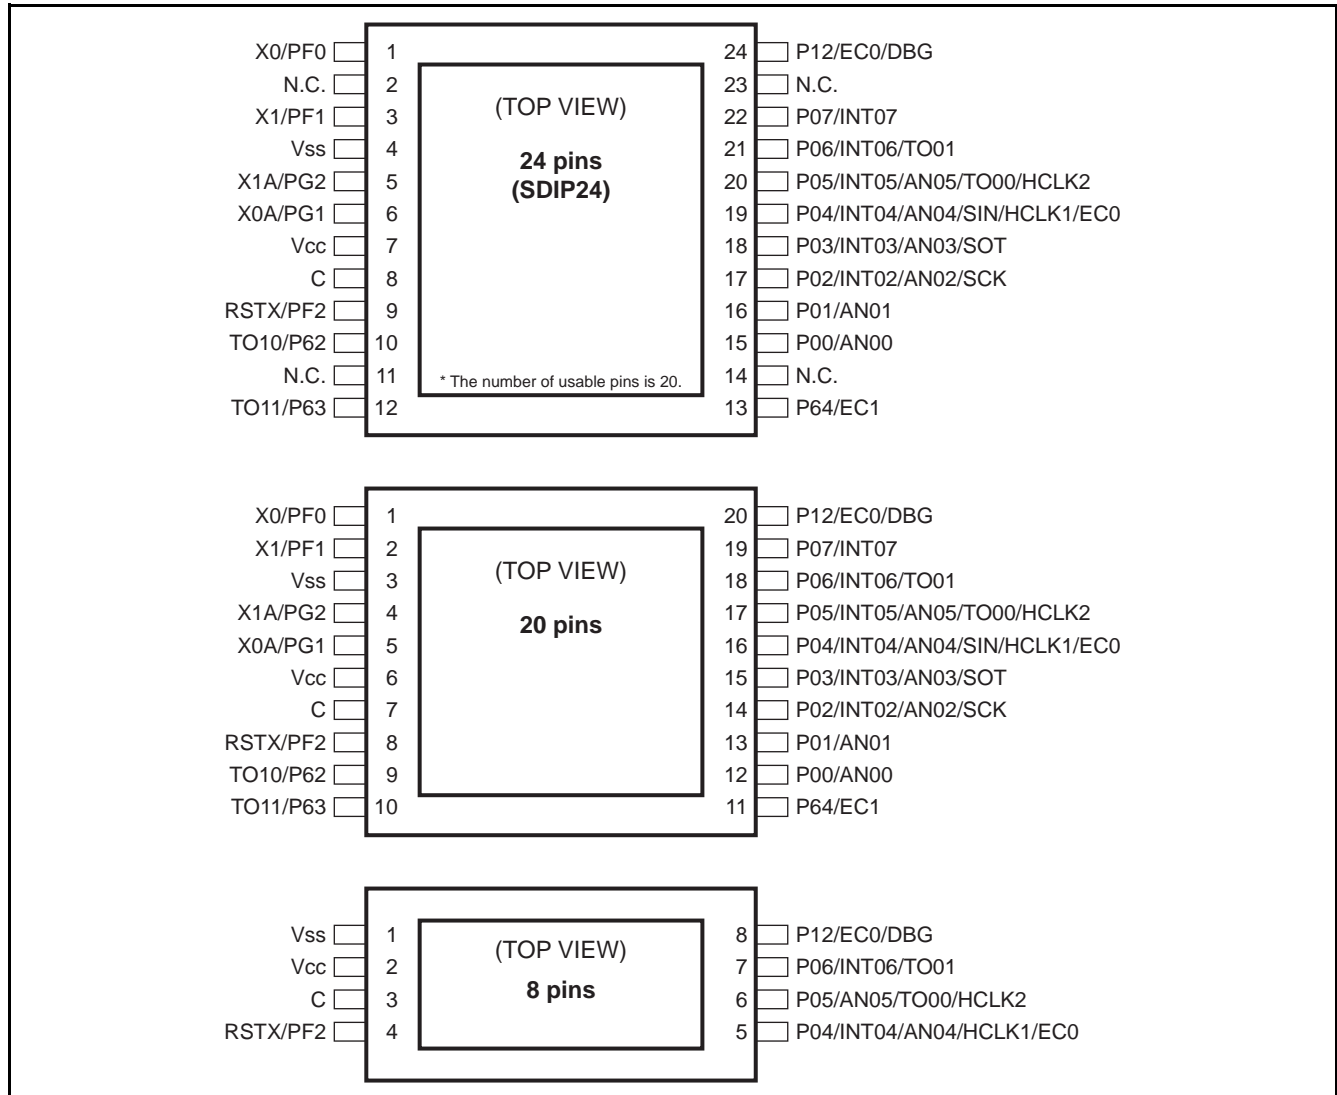 X0/PF0 1 24 P12/EC0/DBG
N.C. 2 23 N.C.
X1/PF1 3 (TOP VIEW) 22 P07/INT07
Vss 4 24 pins 21 P06/INT06/TO01
X1A/PG2 5 (SDIP24) 20 P05/INT05/AN05/TO00/HCLK2
X0A/PG1 6 19 P04/INT04/AN04/SIN/HCLK1/EC0
Vcc 7 18 P03/INT03/AN03/SOT
C 8 17 P02/INT02/AN02/SCK
RSTX/PF2 9 16 P01/AN01
TO10/P62 10 15 P00/AN00
N.C. 11 * The number of usable pins is 20. 14 N.C.
TO11/P63 12 13 P64/EC1
X0/PF0 1 20 P12/EC0/DBG
X1/PF1 2 19 P07/INT07
Vss 3 (TOP VIEW) 18 P06/INT06/TO01
X1A/PG2 4 20 pins 17 P05/INT05/AN05/TO00/HCLK2
X0A/PG1 5 16 P04/INT04/AN04/SIN/HCLK1/EC0
Vcc 6 15 P03/INT03/AN03/SOT
C 7 14 P02/INT02/AN02/SCK
RSTX/PF2 8 13 P01/AN01
TO10/P62 9 12 P00/AN00
TO11/P63 10 11 P64/EC1
Vss 1 (TOP VIEW) 8 P12/EC0/DBG
Vcc 2 8 pins 7 P06/INT06/TO01
C 3 6 P05/AN05/TO00/HCLK2
RSTX/PF2 4 5 P04/INT04/AN04/HCLK1/EC0